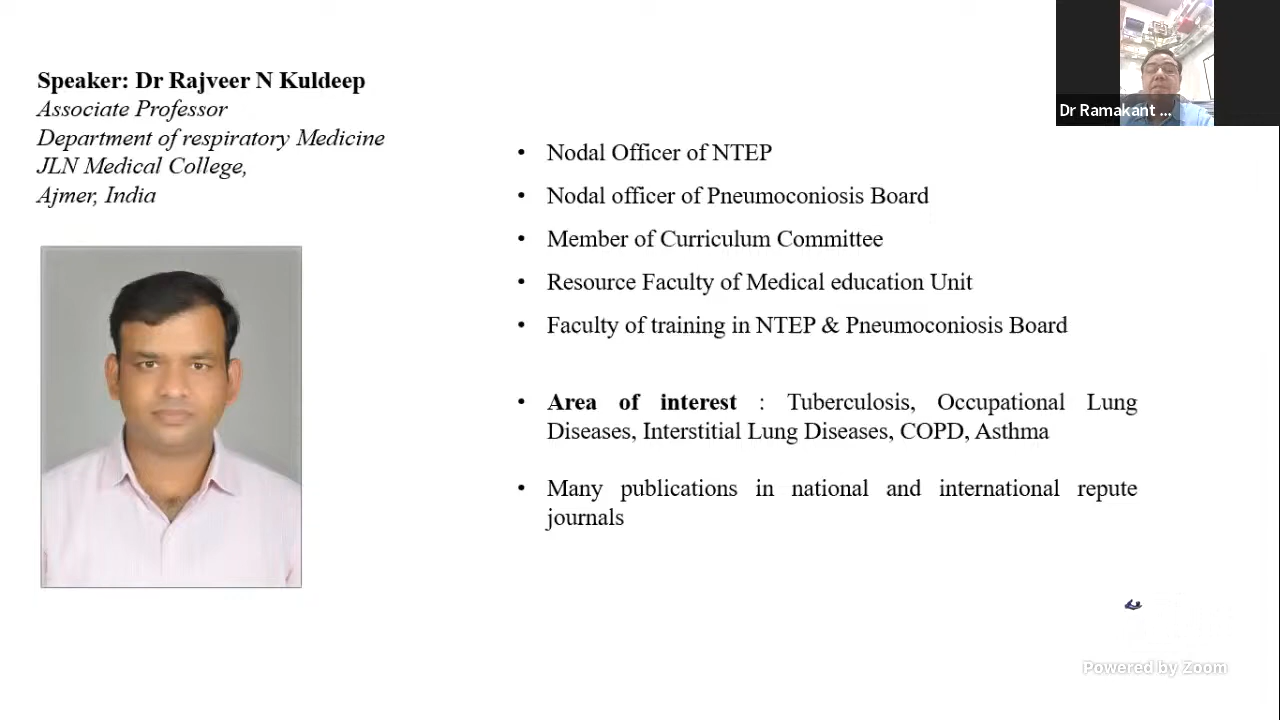 Speaker: Dr Rajveer N Kuldeep
Associate Professor
Department of respiratory Medicine
JLN Medical College,
Ajmer, India
• Nodal Officer of NTEP
• Nodal officer of Pneumoconiosis Board
• Member of Curriculum Committee
• Resource Faculty of Medical education Unit
• Faculty of training in NTEP & Pneumoconiosis Board
• Area of interest : Tuberculosis, Occupational Lung
Diseases, Interstitial Lung Diseases, COPD, Asthma
• Many publications in national and international repute
journals
Dr Ramakant ...
Powered by Zoom